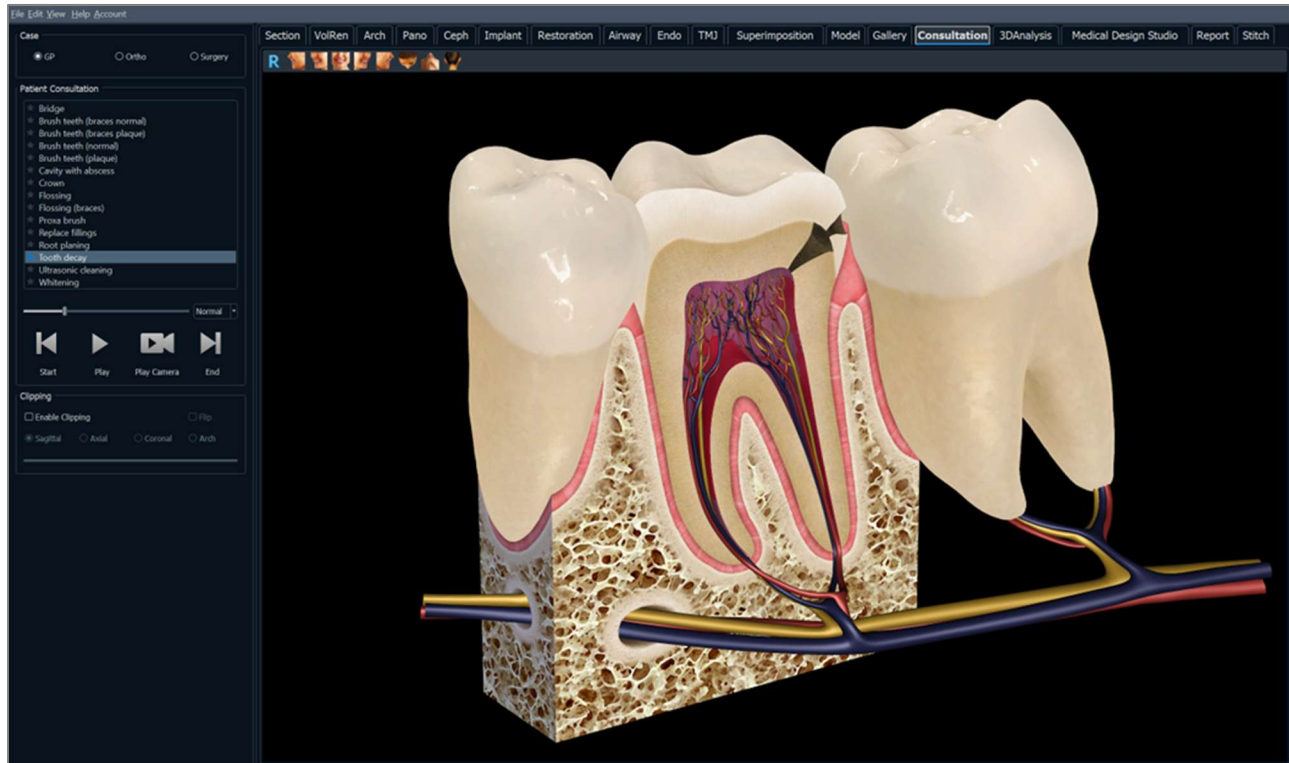 File Edit View Help Account
Case
GP Ortho Surgery
Patient Consultation
Bridge
Brush teeth (braces normal)
Brush teeth (braces plaque)
Brush teeth (normal)
Brush teeth (plaque)
Cavity with abscess
Crown
Flossing
Flossing (braces)
Proxa brush
Replace fillings
Root planing
Tooth decay
Ultrasonic cleaning
Whitening
Normal
Start Play Play Camera End
Clipping
Enable Clipping Flip
Sagittal Axial Coronal Arch
Section VolRen Arch Pano Ceph Implant Restoration Airway Endo TMJ Superimposition Model Gallery Consultation 3DAnalysis Medical Design Studio Report Stitch
R